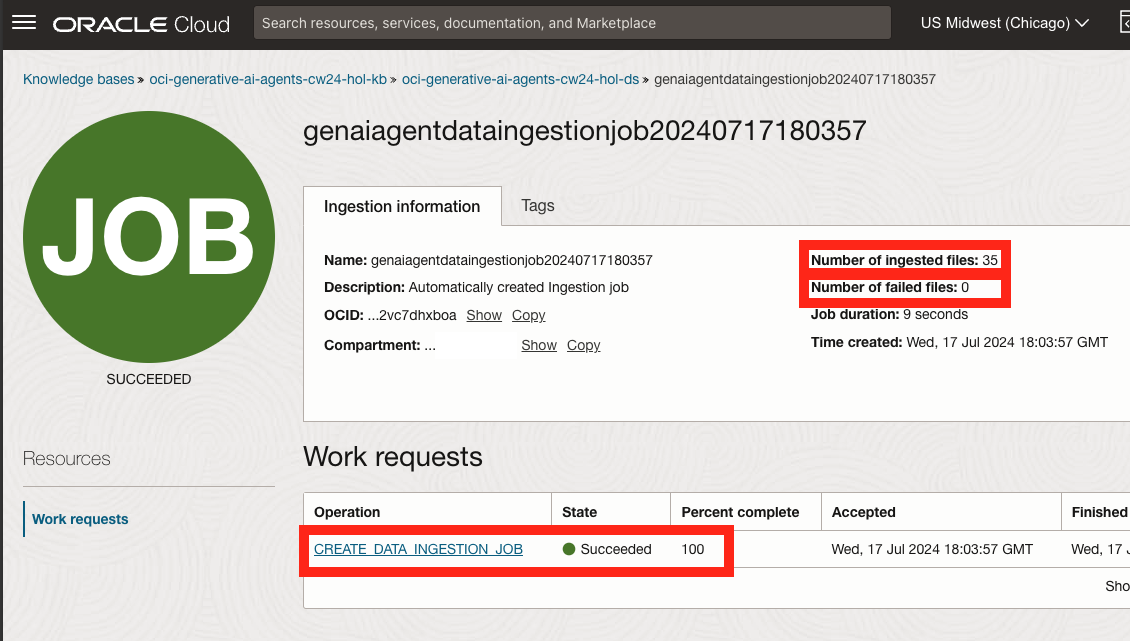 ORACLE Cloud
Search resources, services, documentation, and Marketplace
US Midwest (Chicago)
Knowledge bases » oci-generative-ai-agents-cw24-hol-kb » oci-generative-ai-agents-cw24-hol-ds » genaiagentdataingestionjob20240717180357
JOB
SUCCEEDED
genaiagentdataingestionjob20240717180357
Ingestion information
Tags
Name: genaiagentdataingestionjob20240717180357
Description: Automatically created Ingestion job
OCID: ...2vc7dhxboa Show Copy
Compartment: ... Show Copy
Number of ingested files: 35
Number of failed files: 0
Job duration: 9 seconds
Time created: Wed, 17 Jul 2024 18:03:57 GMT
Resources
Work requests
Work requests
Operation State Percent complete Accepted Finished
CREATE_DATA_INGESTION_JOB Succeeded 100 Wed, 17 Jul 2024 18:03:57 GMT Wed, 17